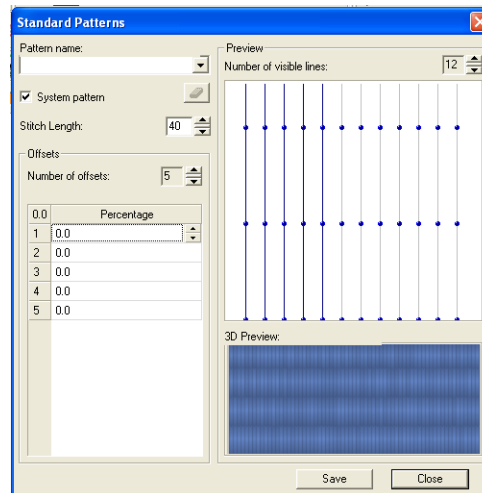 Standard Patterns
Pattern name:
System pattern
Stitch Length: 40
Offsets
Number of offsets: 5
0.0 Percentage
1 0.0
2 0.0
3 0.0
4 0.0
5 0.0
Preview
Number of visible lines: 12
3D Preview:
Save Close